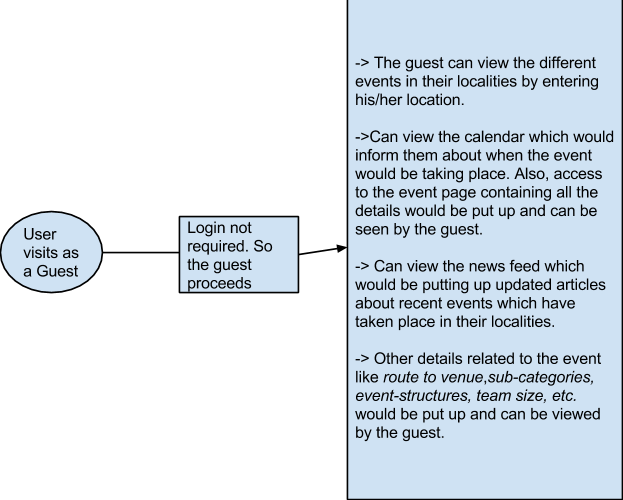 User
visits as
a Guest
Login not
required. So
the guest
proceeds
-> The guest can view the different
events in their localities by entering
his/her location.
->Can view the calendar which would
inform them about when the event
would be taking place. Also, access
to the event page containing all the
details would be put up and can be
seen by the guest.
-> Can view the news feed which
would be putting up updated articles
about recent events which have
taken place in their localities.
-> Other details related to the event
like route to venue,sub-categories,
event-structures, team size, etc.
would be put up and can be viewed
by the guest.